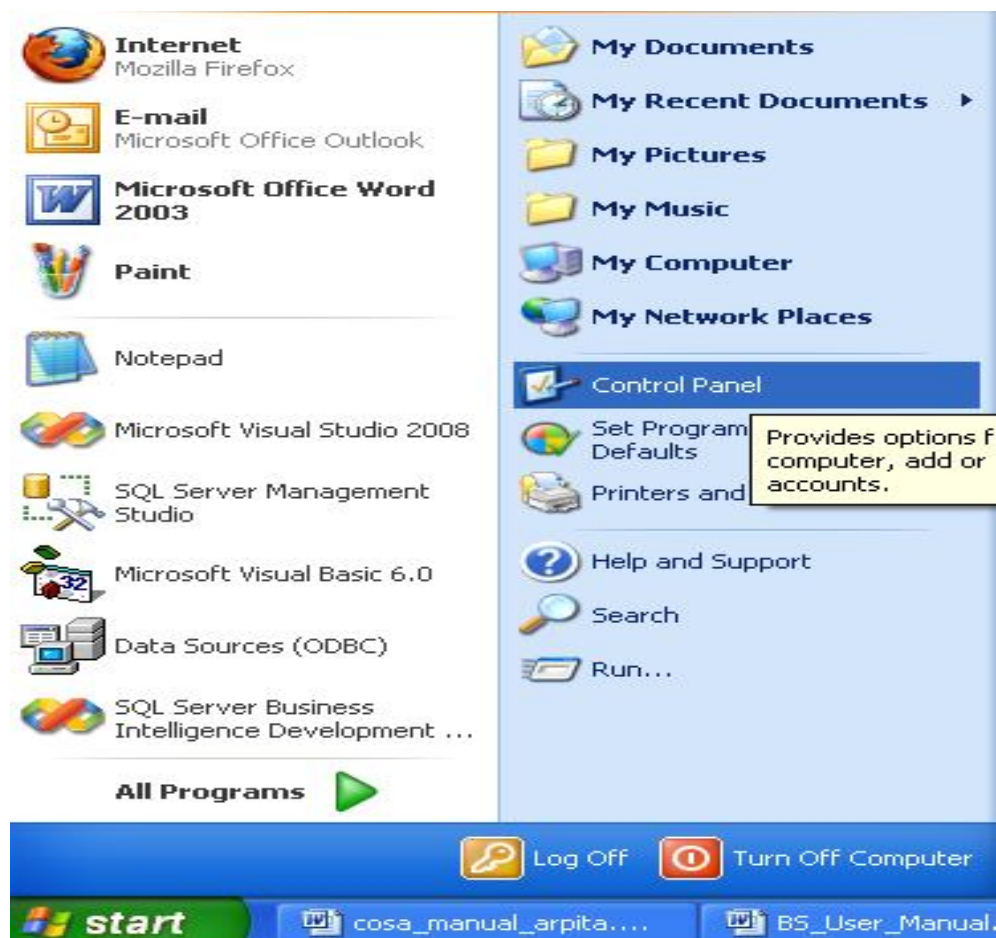 Internet
Mozilla Firefox
E-mail
Microsoft Office Outlook
Microsoft Office Word
2003
Paint
Notepad
Microsoft Visual Studio 2008
SQL Server Management
Studio
32
Microsoft Visual Basic 6.0
Data Sources (ODBC)
SQL Server Business
Intelligence Development ...
All Programs
My Documents
My Recent Documents
My Pictures
My Music
My Computer
My Network Places
Control Panel
Set Program
Defaults
Printers and
Provides options f
computer, add or
accounts.
Help and Support
Search
Run...
Log Off
Turn Off Computer
start
cosa_manual_arpita....
BS_User_Manual.